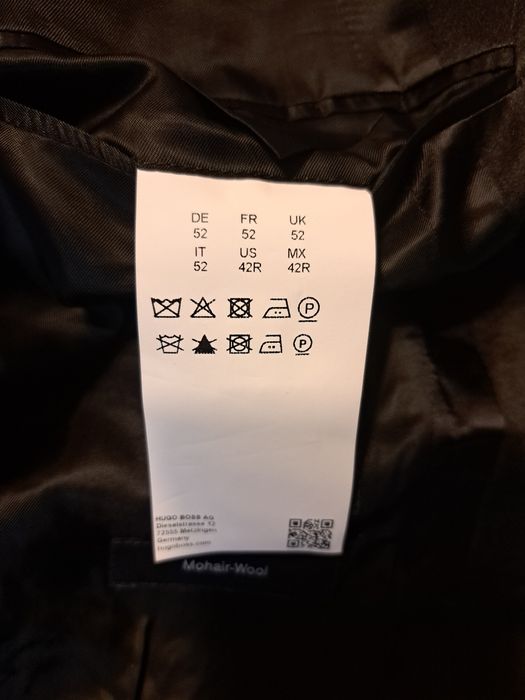 DE FR UK
52 52 52
IT US MX
52 42R 42R
P
P
HUGO BOSS AG
Dieselstrasse 12
72555 Metzingen
Germany
hugoboss.com
Mohair-Wool